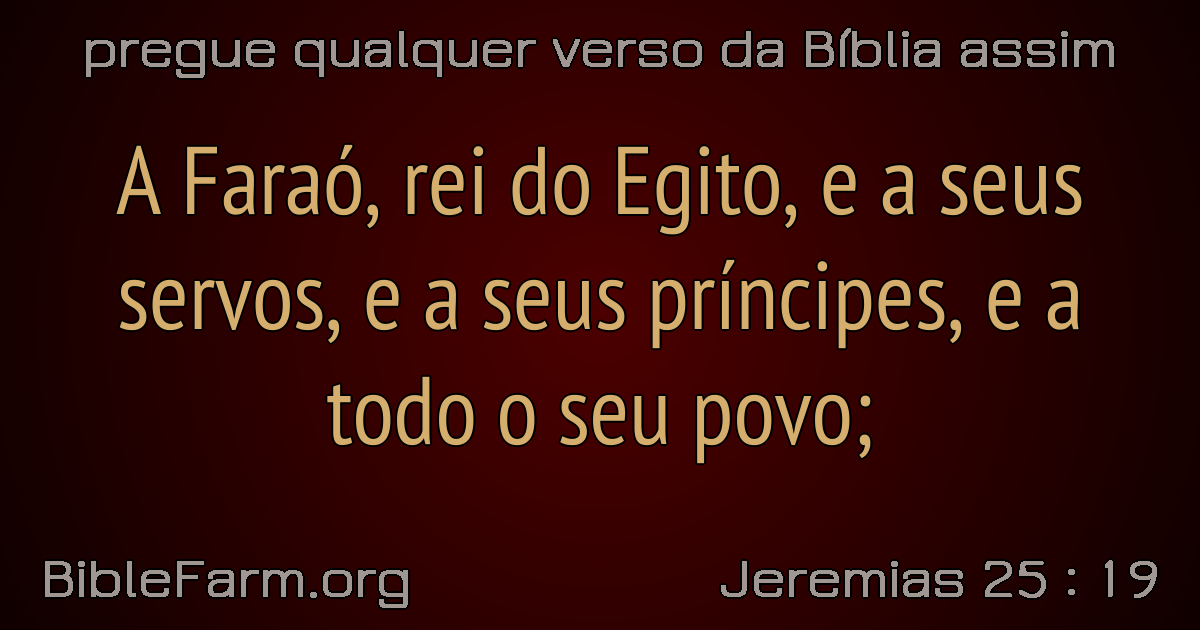 pregue qualquer verso da Bíblia assim
A Faraó, rei do Egito, e a seus
servos, e a seus príncipes, e a
todo o seu povo;
BibleFarm.org
Jeremias 25 : 19